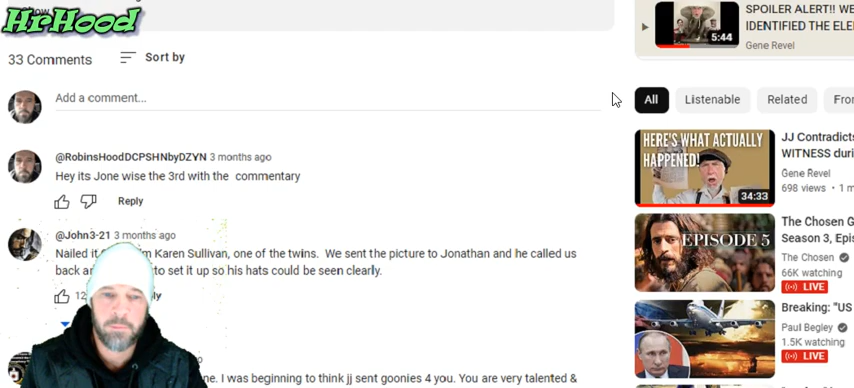 HrHood
33 Comments
Sort by
Add a comment...
@RobinsHoodDCPSHNbyDZYN 3 months ago
Hey its Jone wise the 3rd with the commentary
Reply
@John3-21 3 months ago
Nailed it Karen Sullivan, one of the twins. We sent the picture to Jonathan and he called us
back to set it up so his hats could be seen clearly.
12
I was beginning to think jj sent goonies 4 you. You are very talented &
SPOILER ALERT!! WE
IDENTIFIED THE ELE
Gene Revel
5:44
All
Listenable
Related
Fro
HERE'S WHAT ACTUALLY
HAPPENED!
34:33
JJ Contradicts
WITNESS duri
Gene Revel
698 views • 1 m
EPISODE 5
The Chosen G
Season 3, Epi
The Chosen
66K watching
LIVE
Breaking: "US
Paul Begley
1.5K watching
LIVE